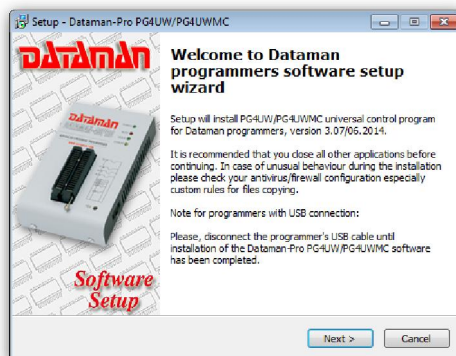 Setup - Dataman-Pro PG4UW/PG4UWMC
Dataman
Welcome to Dataman
programmers software setup
wizard
Setup will install PG4UW/PG4UWMC universal control program
for Dataman programmers, version 3.07/06.2014.
It is recommended that you close all other applications before
continuing. In case of unusual behaviour during the installation
please check your antivirus/firewall configuration especially
custom rules for files copying.
Note for programmers with USB connection:
Please, disconnect the programmer's USB cable until
installation of the Dataman-Pro PG4UW/PG4UWMC software
has been completed.
Dataman
Software
Setup
Next >
Cancel